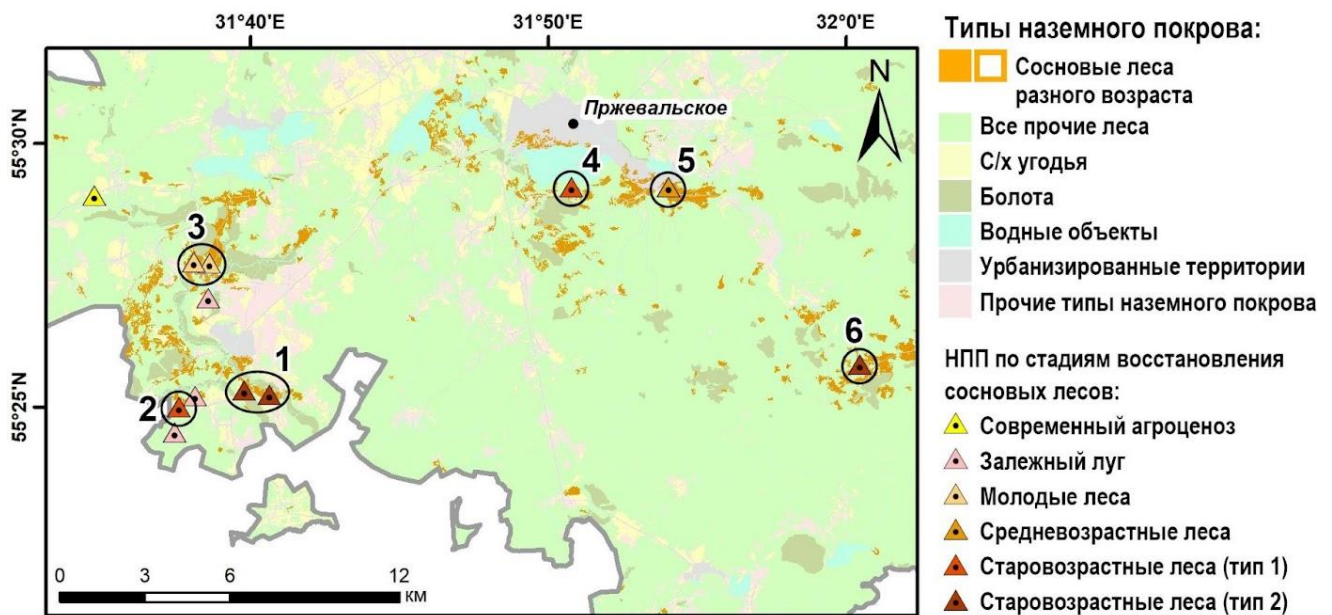 31°40'E
31°50'E
32°0'E
55°30'N
55°25'N
N
Пржевальское
4
5
3
6
1
2
0
3
6
12
км
Типы наземного покрова:
Сосновые леса
разного возраста
Все прочие леса
С/х угодья
Болота
Водные объекты
Урбанизированные территории
Прочие типы наземного покрова
НПП по стадиям восстановления
сосновых лесов:
Современный агроценоз
Залежный луг
Молодые леса
Средневозрастные леса
Старовозрастные леса (тип 1)
Старовозрастные леса (тип 2)